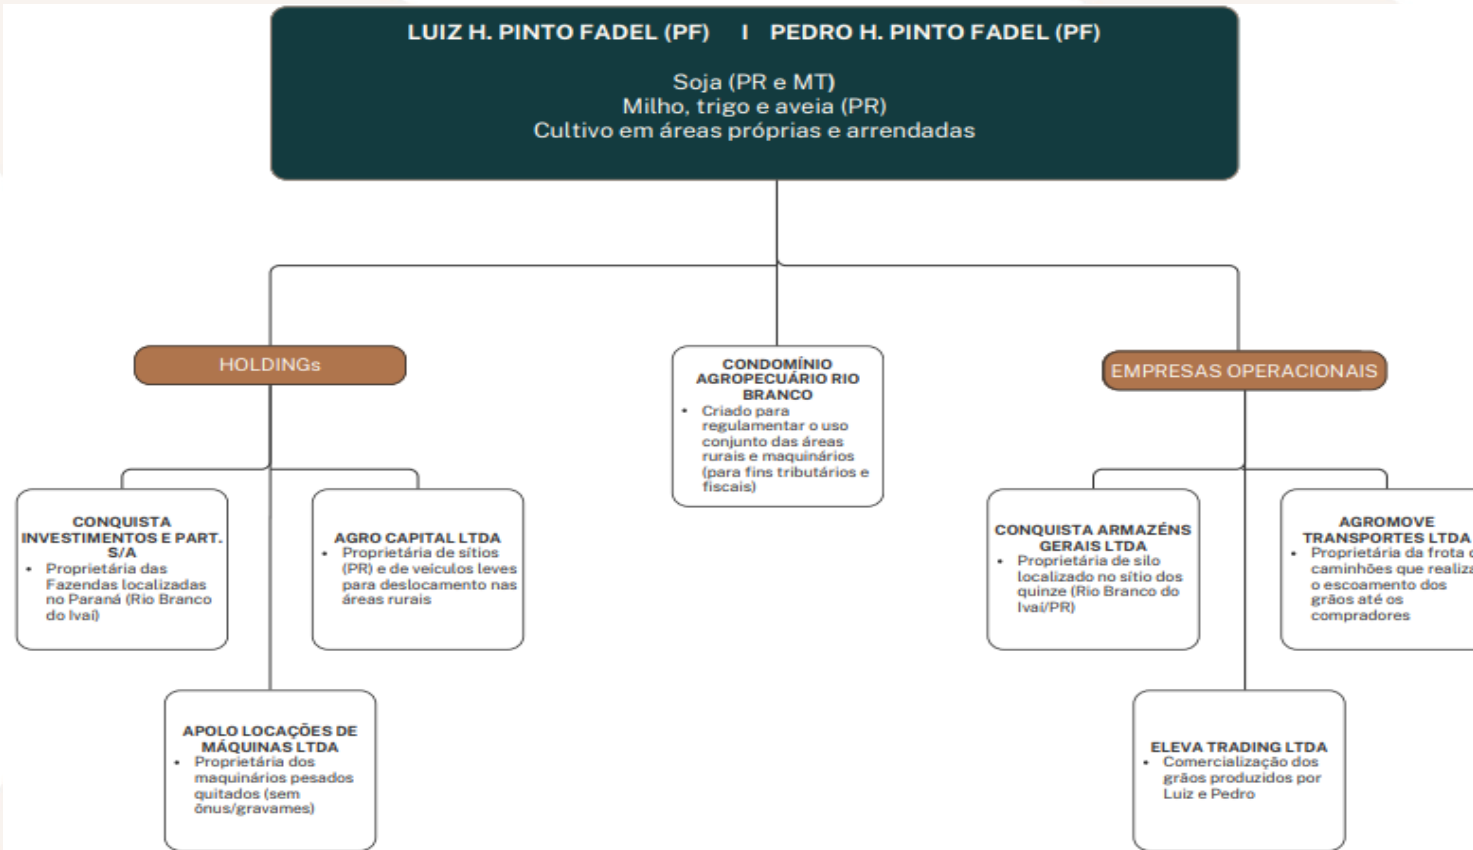 LUIZ H. PINTO FADEL (PF) I PEDRO H. PINTO FADEL (PF)
Soja (PR e MT)
Milho, trigo e aveia (PR)
Cultivo em áreas próprias e arrendadas
HOLDINGs
CONDOMÍNIO
AGROPECUÁRIO RIO
BRANCO
• Criado para
regulamentar o uso
conjunto das áreas
rurais e maquinários
(para fins tributários e
fiscais)
EMPRESAS OPERACIONAIS
CONQUISTA
INVESTIMENTOS E PART.
S/A
• Proprietária das
Fazendas localizadas
no Paraná (Rio Branco
do Ivaí)
AGRO CAPITAL LTDA
• Proprietária de sítios
(PR) e de veículos leves
para deslocamento nas
áreas rurais
CONQUISTA ARMAZÉNS
GERAIS LTDA
• Proprietária de silo
localizado no sítio dos
quinze (Rio Branco do
Ivaí/PR)
AGROMOVE
TRANSPORTES LTDA
• Proprietária da frota
caminhões que
o escoamento dos
grãos até os
compradores
APOLO LOCAÇÕES DE
MÁQUINAS LTDA
• Proprietária dos
maquinários pesados
quitados (sem
ônus/gravames)
ELEVA TRADING LTDA
• Comercialização dos
grãos produzidos por
Luiz e Pedro